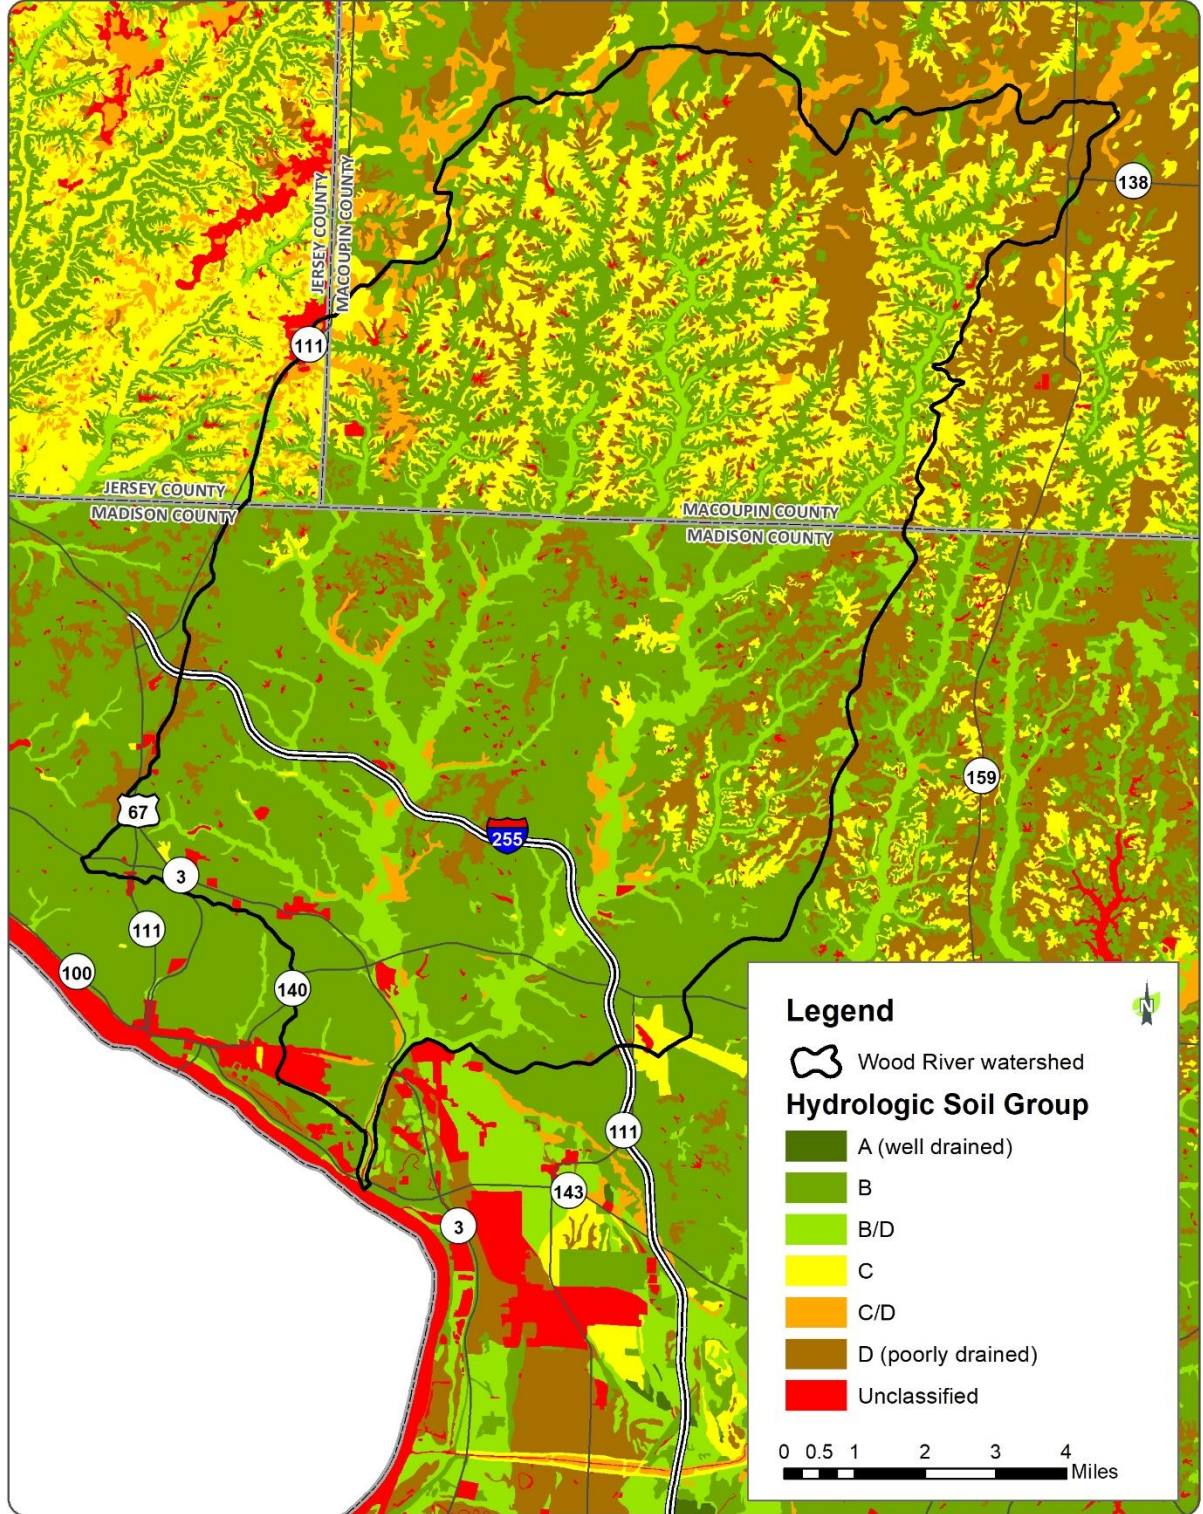 138
JERSEY COUNTY
MACOUPIN COUNTY
111
JERSEY COUNTY
MADISON COUNTY
MACOUPIN COUNTY
MADISON COUNTY
159
67
255
3
111
100
140
111
143
3
Legend
N
Wood River watershed
Hydrologic Soil Group
A (well drained)
B
B/D
C
C/D
D (poorly drained)
Unclassified
0 0.5 1 2 3 4
Miles